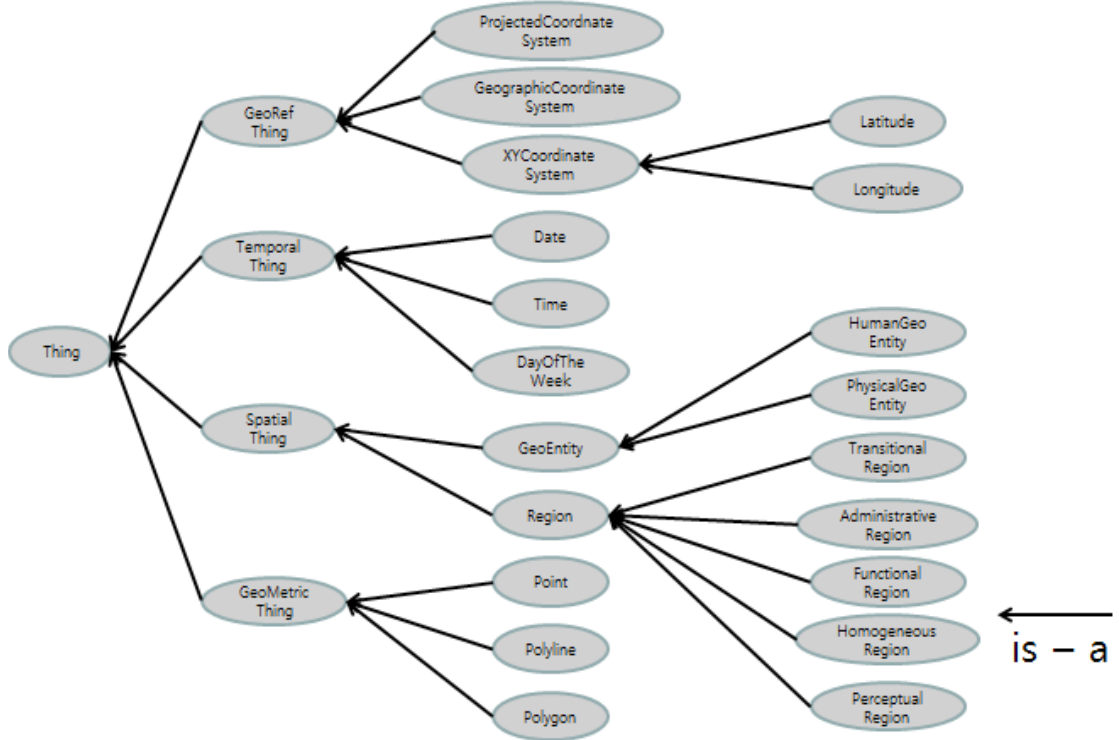 ProjectedCoordnate
System
GeographicCoordinate
System
GeoRef
Thing
XYCoordinate
System
Latitude
Longitude
Temporal
Thing
Date
Time
DayOfThe
Week
Thing
Spatial
Thing
GeoEntity
HumanGeo
Entity
PhysicalGeo
Entity
Region
Transitional
Region
Administrative
Region
Functional
Region
Homogeneous
Region
Perceptual
Region
GeoMetric
Thing
Point
Polyline
Polygon
is – a